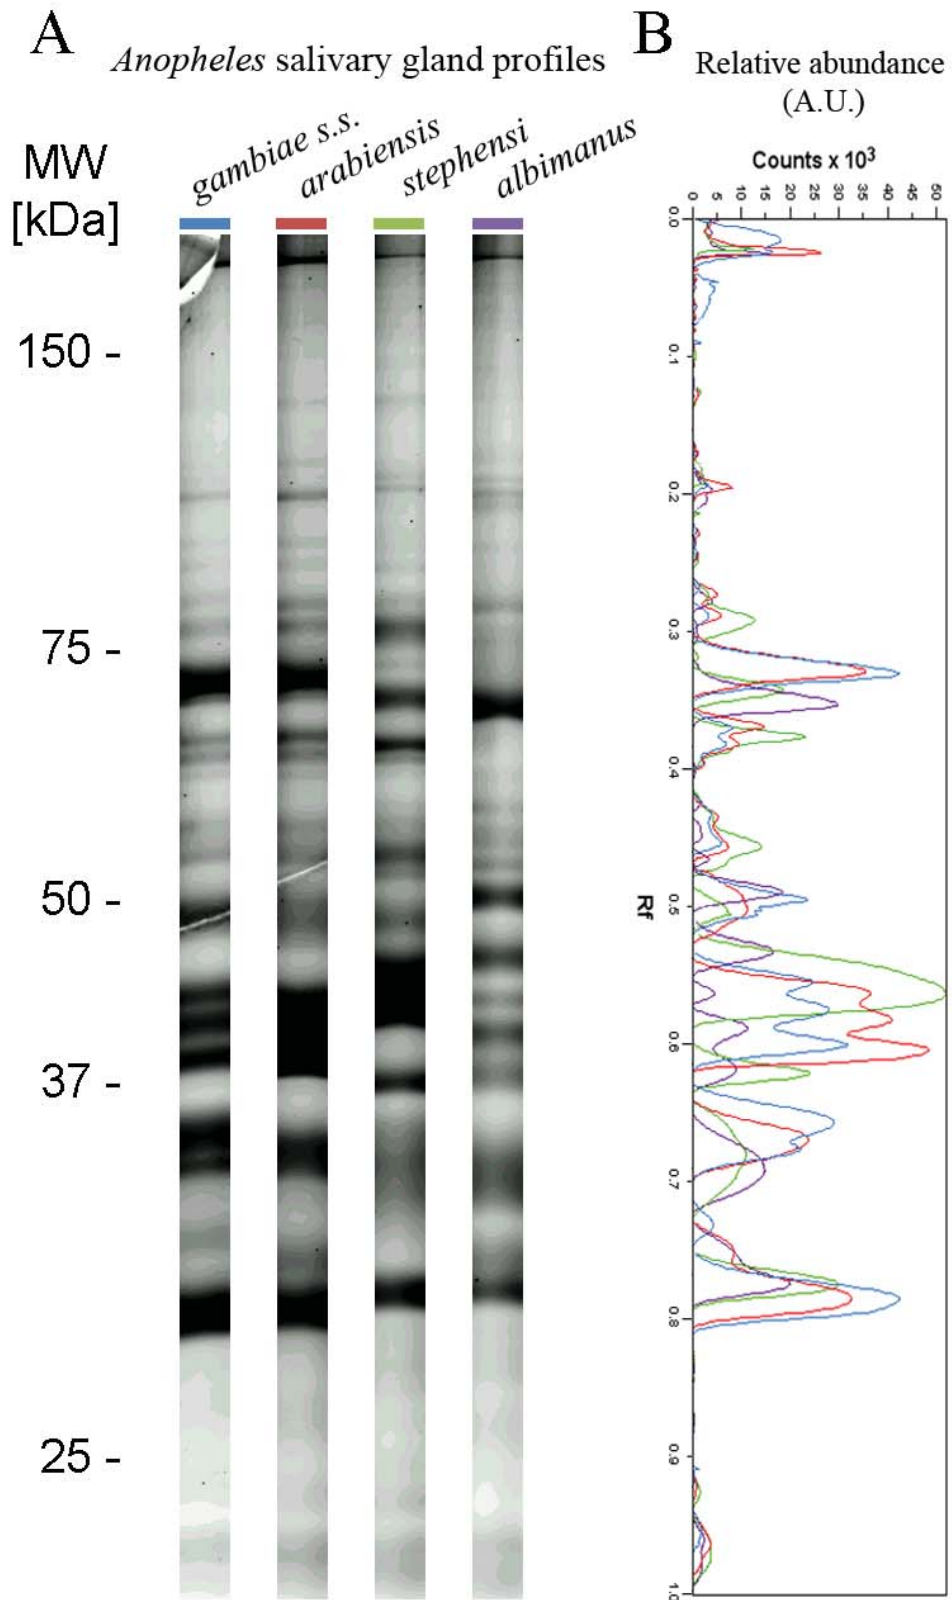 A
Anopheles salivary gland profiles
MW
[kDa]
gambiae s.s.
arabiensis
stephensi
albimanus
150 -
75 -
50 -
37 -
25 -
B
Relative abundance
(A.U.)
Counts x 10³
0 5 10 15 20 25 30 35 40 45 50
0.0
0.1
0.2
0.3
0.4
0.5
0.6
0.7
0.8
0.9
1.0
Rf